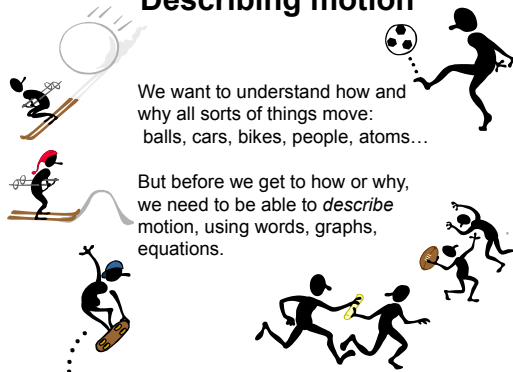 Describing motion
We want to understand how and
why all sorts of things move:
balls, cars, bikes, people, atoms…
But before we get to how or why,
we need to be able to describe
motion, using words, graphs,
equations.